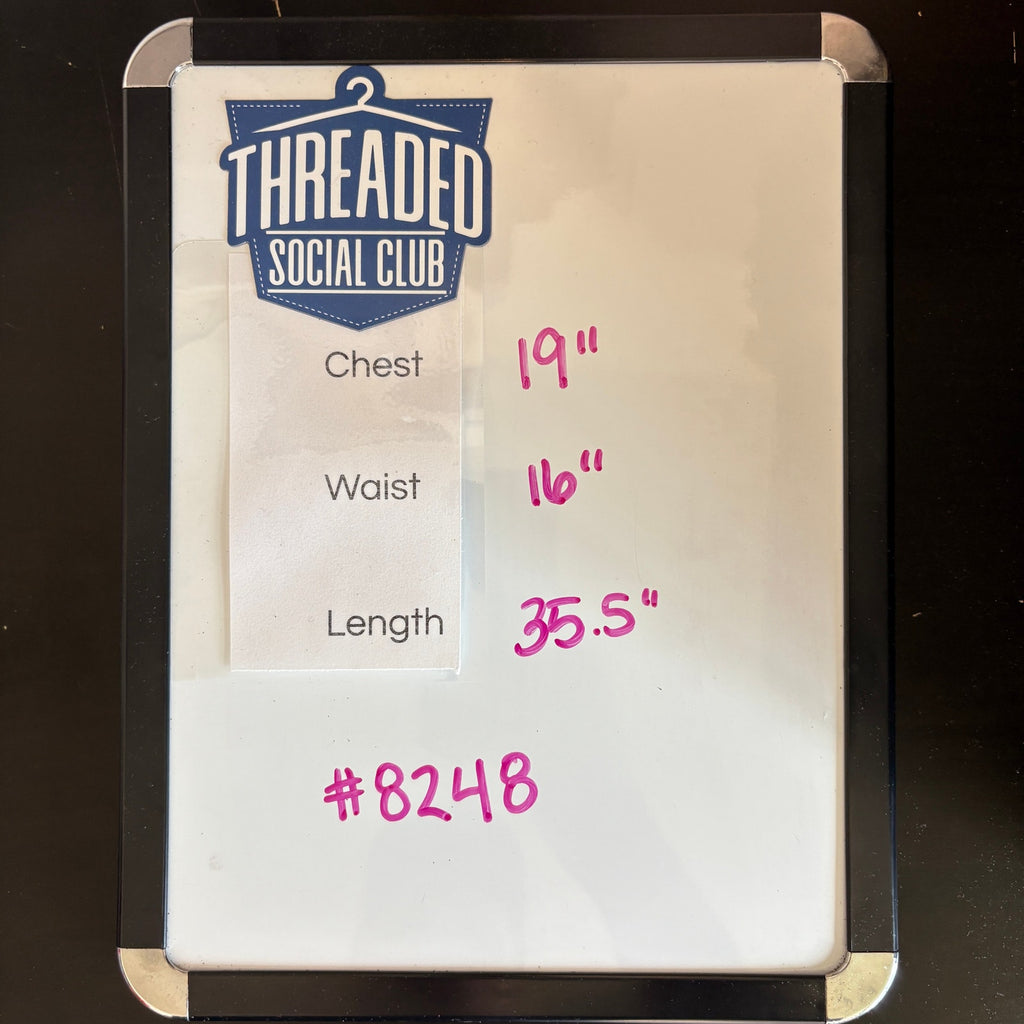 THREADED
SOCIAL CLUB
Chest 19"
Waist 16"
Length 35.5"
#8248